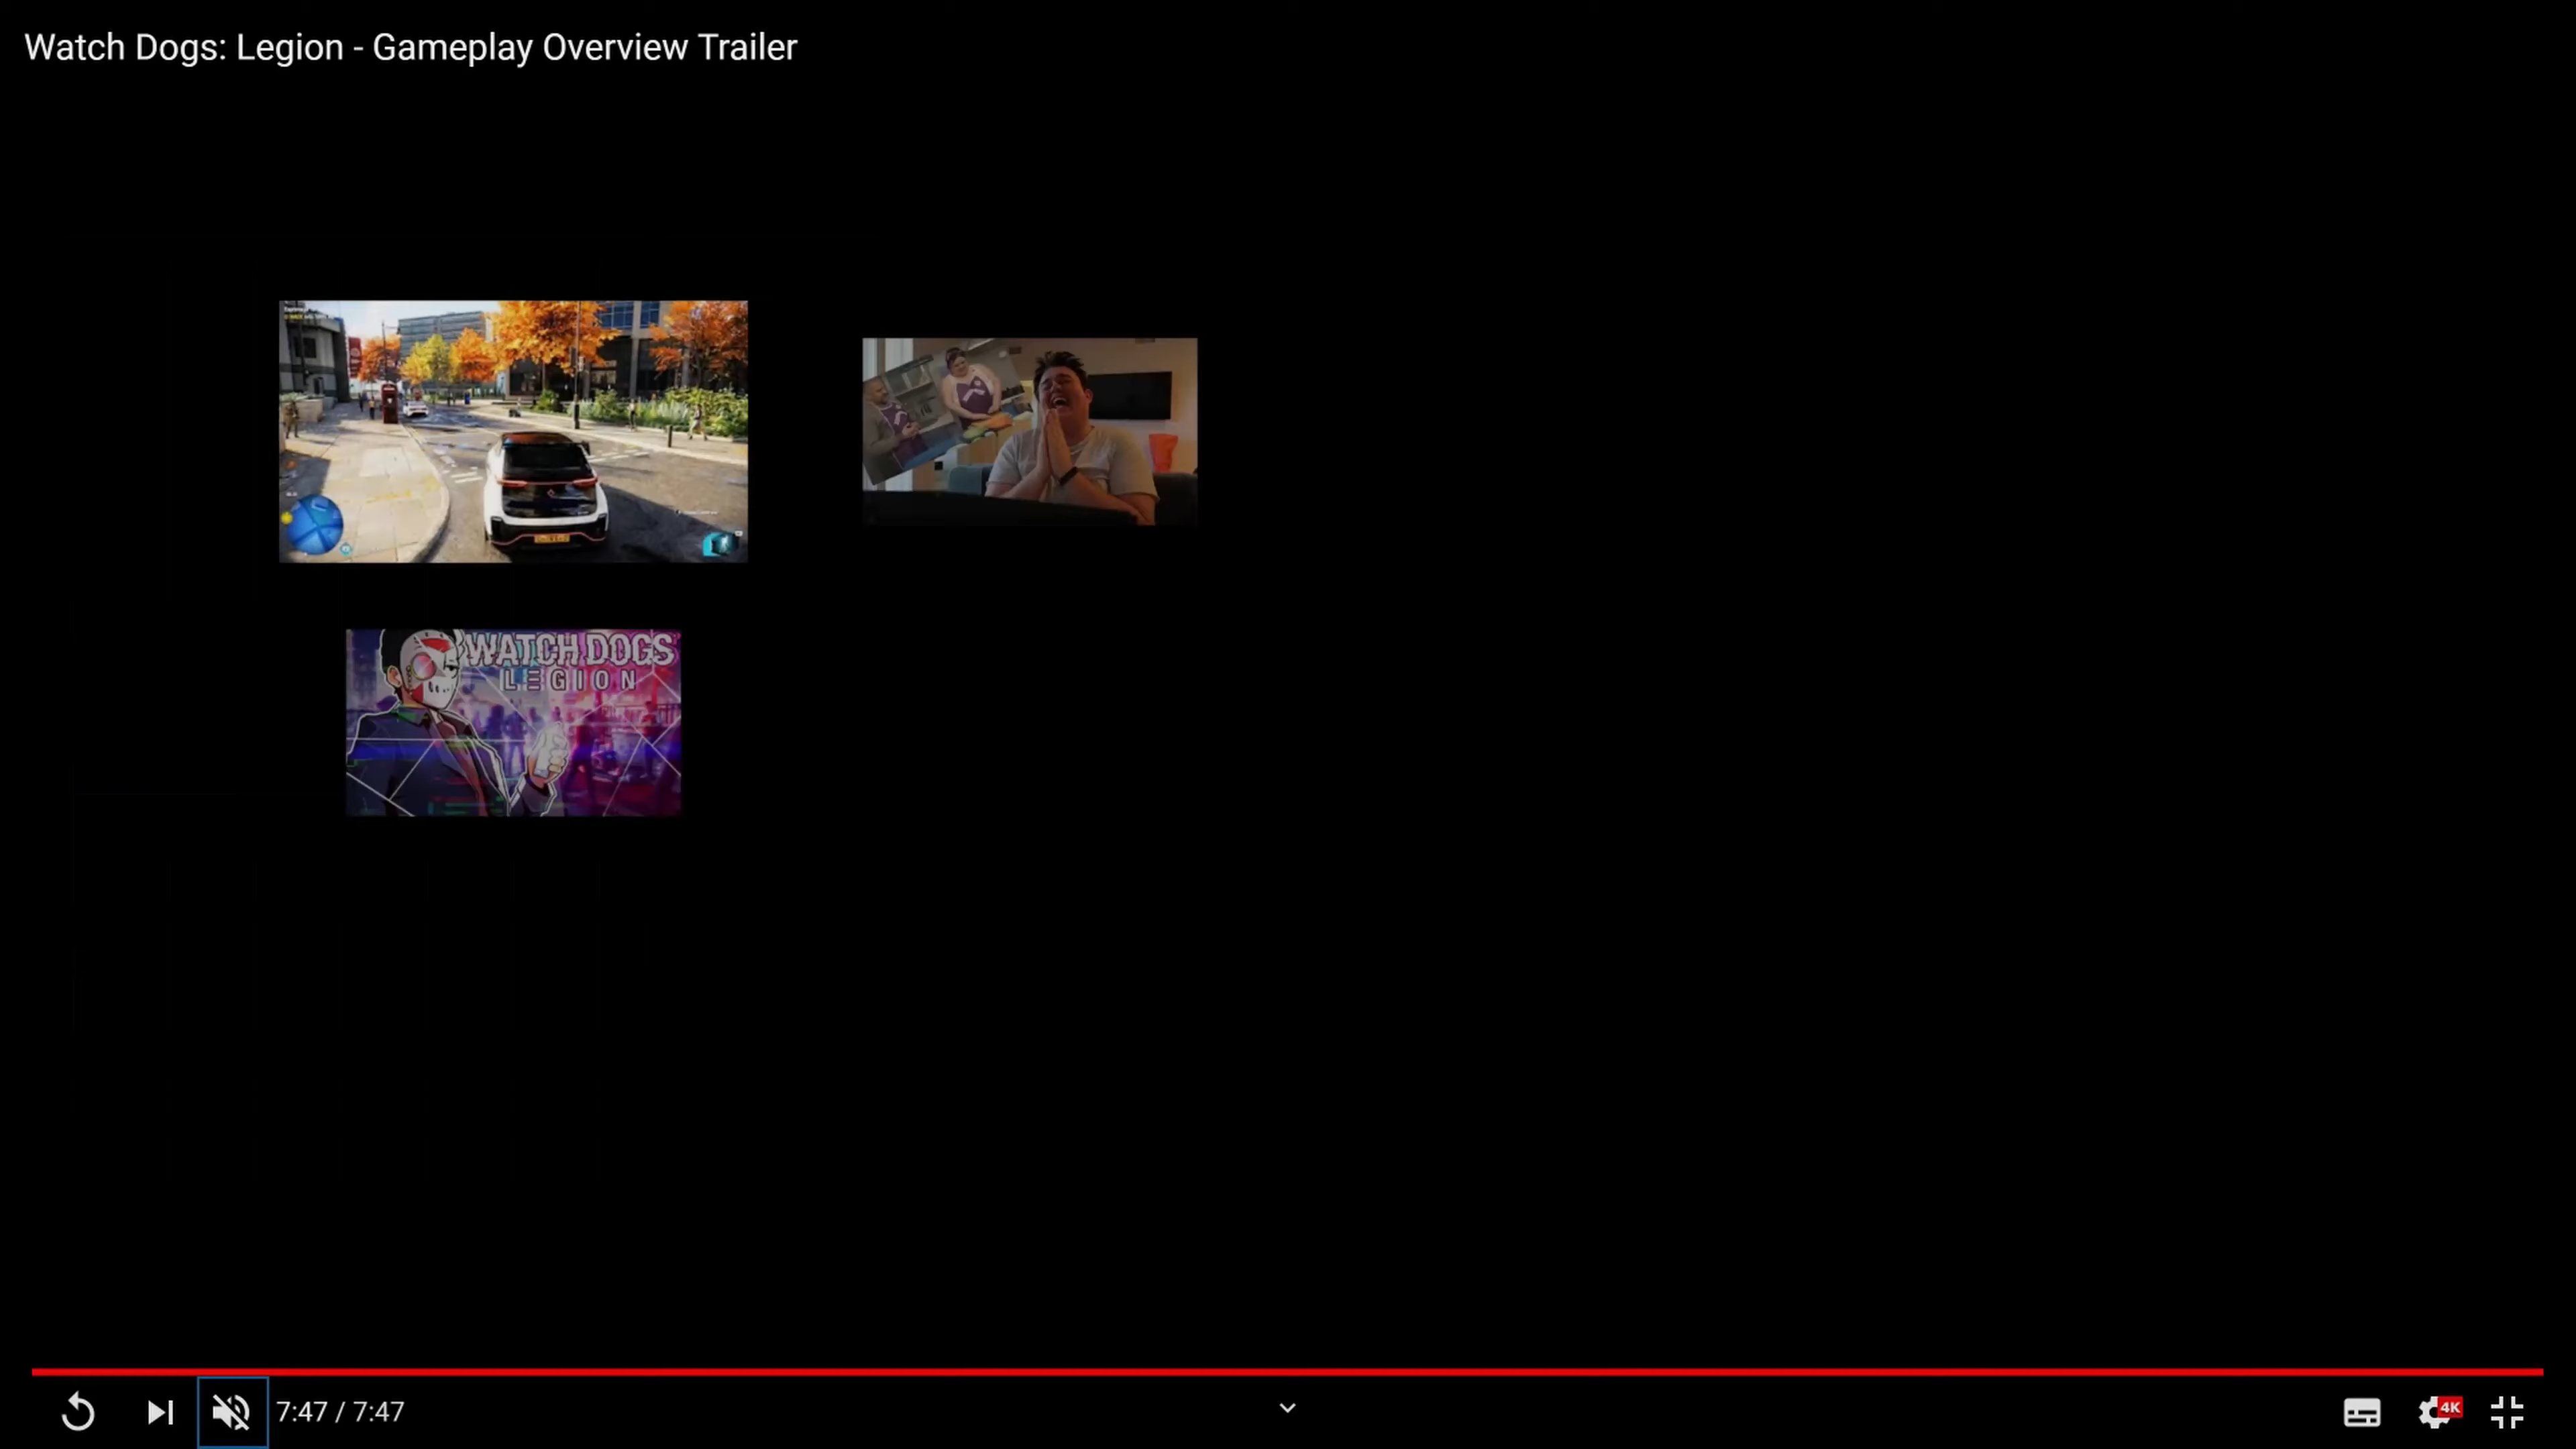 Watch Dogs: Legion - Gameplay Overview Trailer
WATCH DOGS
LEGION
7:47 / 7:47
4K